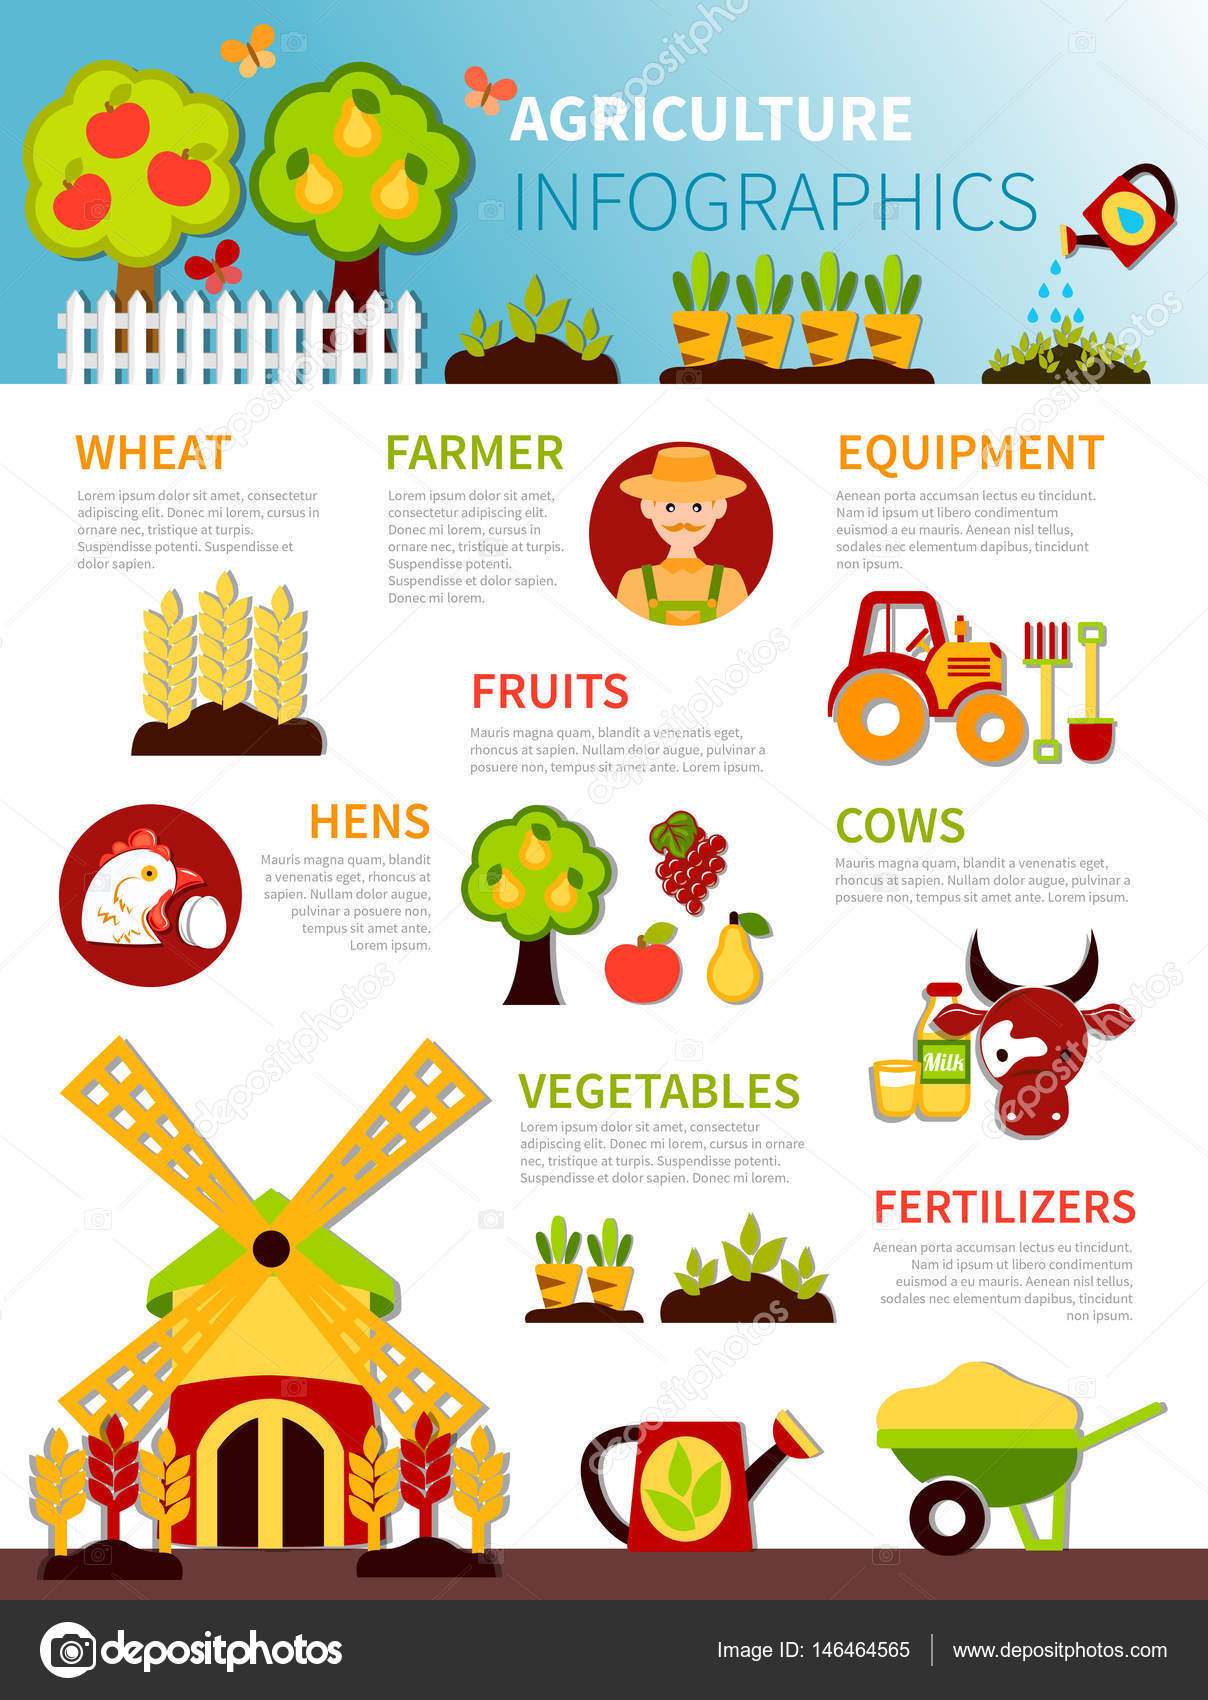 AGRICULTURE
INFOGRAPHICS
WHEAT
Lorem ipsum dolor sit amet, consectetur
adipiscing elit. Donec mi lorem, cursus in
ornare nec, tristique at turpis.
Suspendisse potenti. Suspendisse et
dolor sapien.
FARMER
Lorem ipsum dolor sit amet,
consectetur adipiscing elit.
Donec mi lorem, cursus in
ornare nec, tristique at turpis.
Suspendisse potenti.
Suspendisse et dolor sapien.
Donec mi lorem.
EQUIPMENT
Aenean porta accumsan lectus eu tincidunt.
Nam id ipsum ut libero condimentum
euismod a eu mauris. Aenean nisl tellus,
sodales nec elementum dapibus, tincidunt
non ipsum.
FRUITS
Mauris magna quam, blandit a venenatis eget,
rhoncus at sapien. Nullam dolor augue, pulvinar a
posuere non, tempus sit amet ante. Lorem ipsum.
HENS
Mauris magna quam, blandit
a venenatis eget, rhoncus at
sapien. Nullam dolor augue,
pulvinar a posuere non,
tempus sit amet ante.
Lorem ipsum.
COWS
Mauris magna quam, blandit a venenatis eget,
rhoncus at sapien. Nullam dolor augue, pulvinar a
posuere non, tempus sit amet ante. Lorem ipsum.
Milk
VEGETABLES
Lorem ipsum dolor sit amet, consectetur
adipiscing elit. Donec mi lorem, cursus in ornare
nec, tristique at turpis. Suspendisse potenti.
Suspendisse et dolor sapien. Donec mi lorem.
FERTILIZERS
Aenean porta accumsan lectus eu tincidunt.
Nam id ipsum ut libero condimentum
euismod a eu mauris. Aenean nisl tellus,
sodales nec elementum dapibus, tincidunt
non ipsum.
depositphotos
Image ID: 146464565 www.depositphotos.com